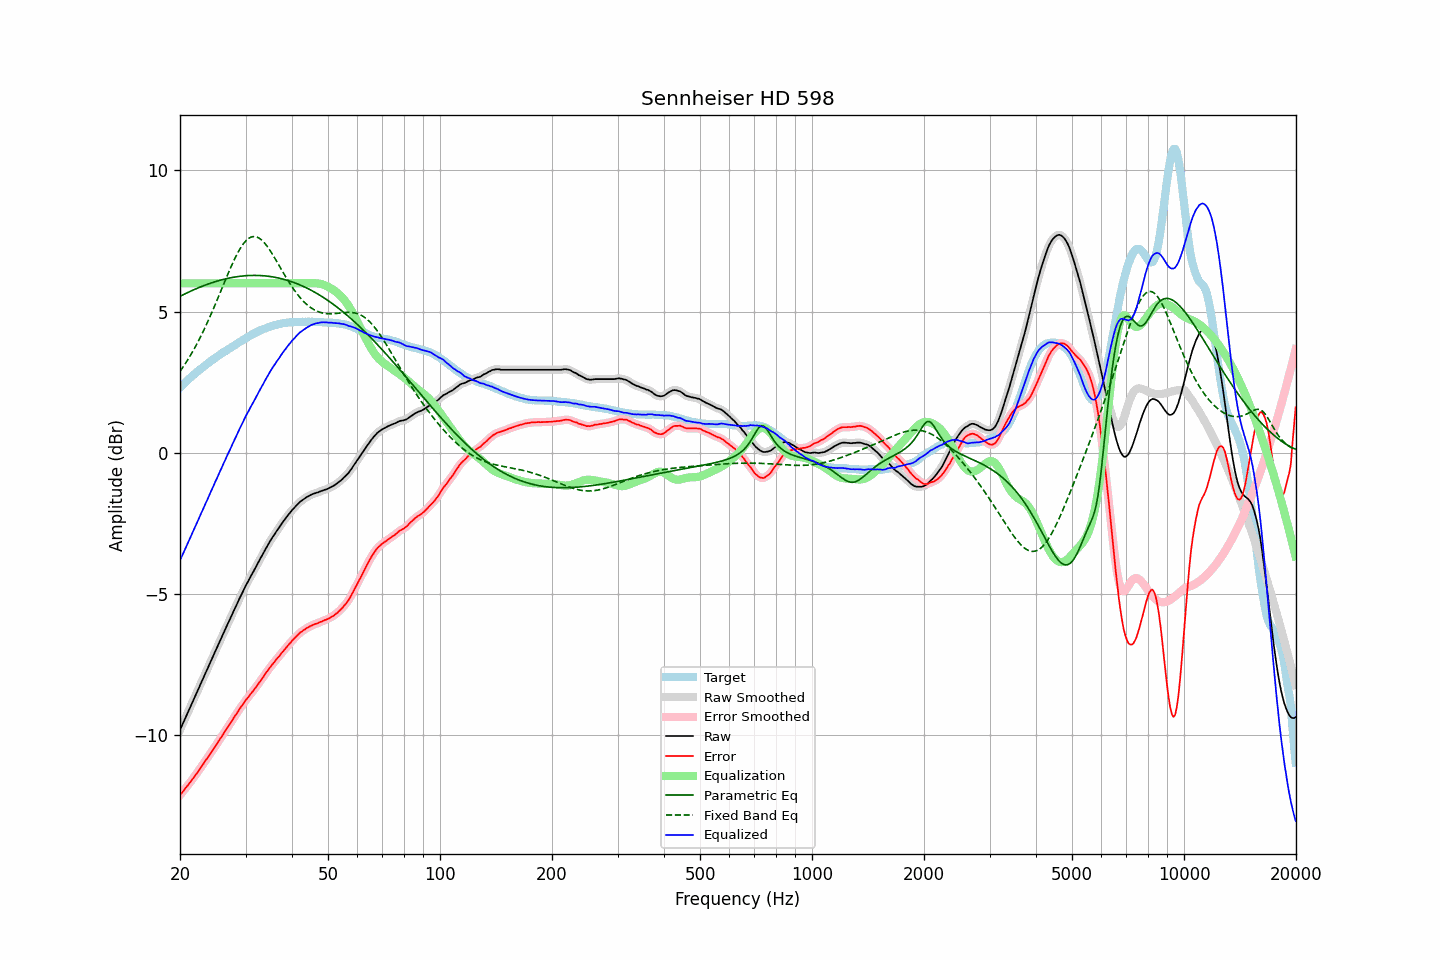 Sennheiser HD 598
Amplitude (dBr)
10
5
0
−5
−10
Target
Raw Smoothed
Error Smoothed
Raw
Error
Equalization
Parametric Eq
Fixed Band Eq
Equalized
20 50 100 200 500 1000 2000 5000 10000 20000
Frequency (Hz)